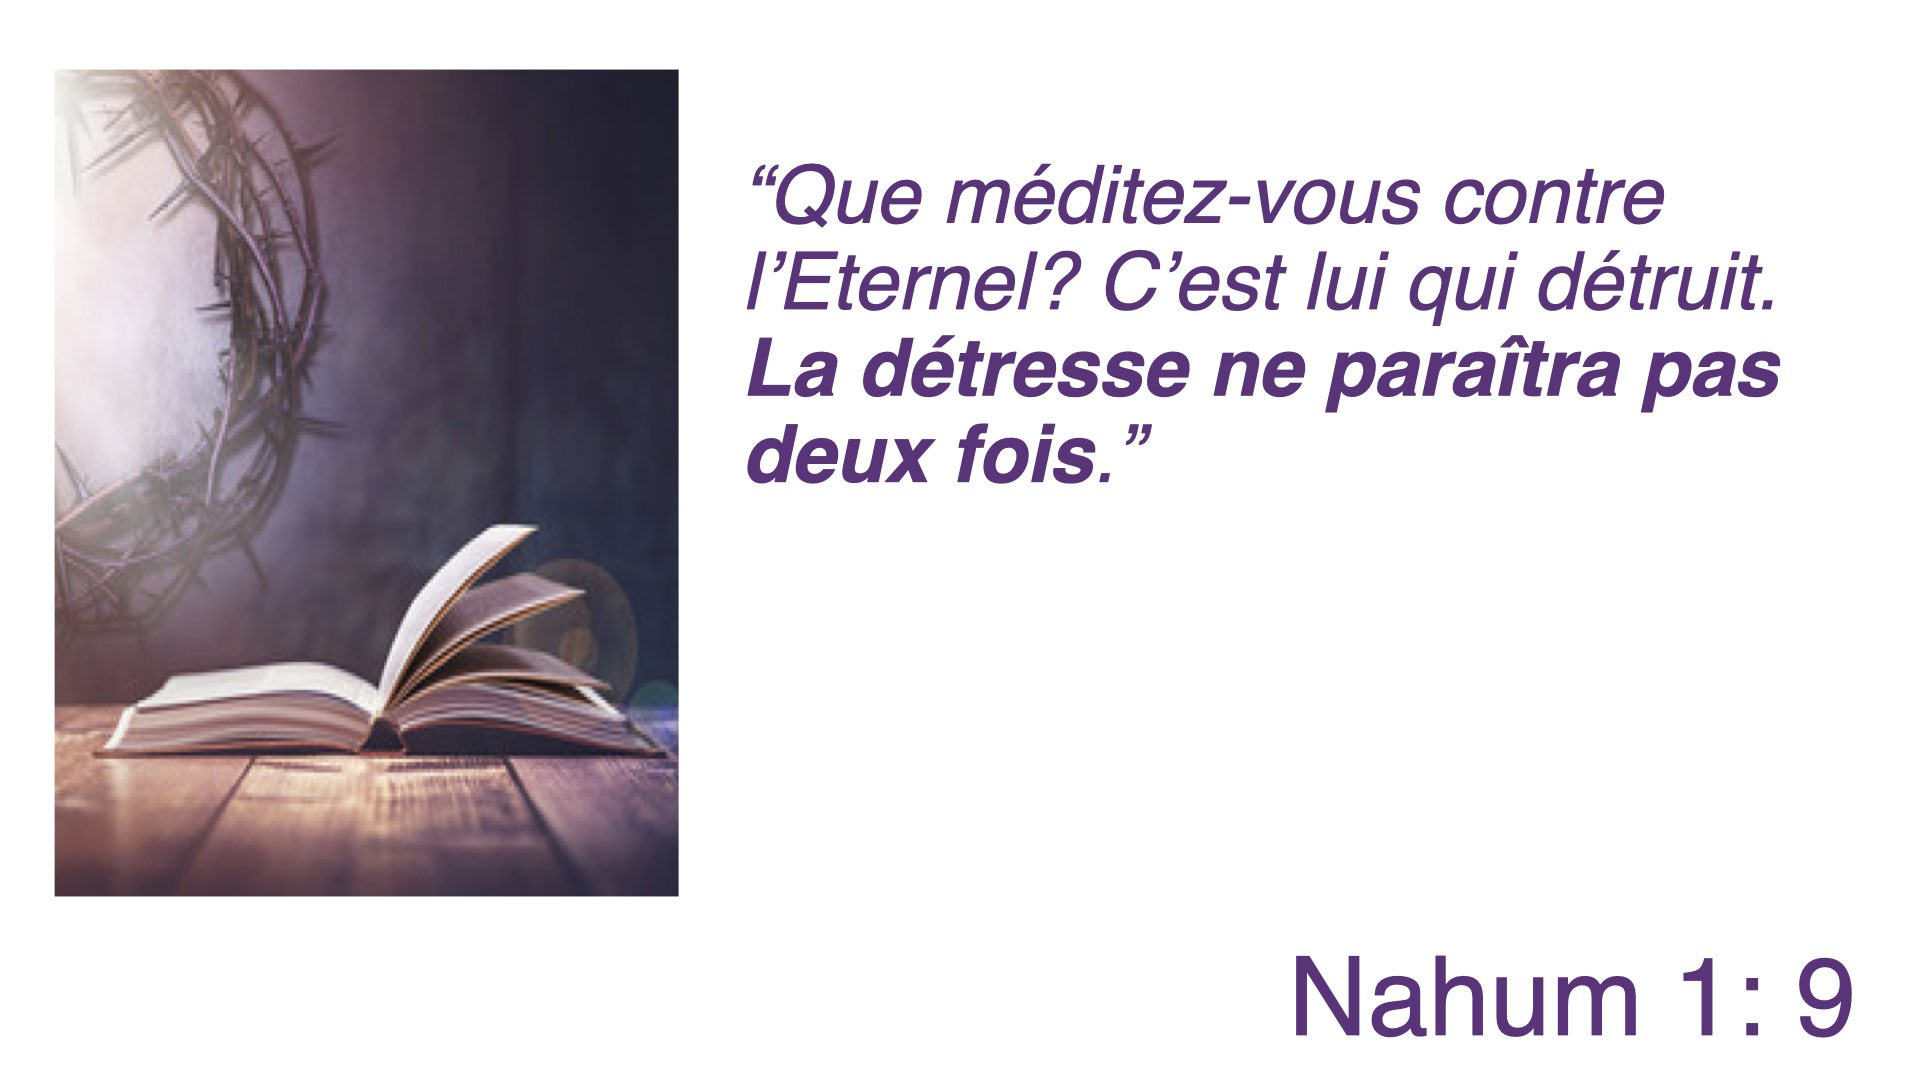 “Que méditez-vous contre
l’Eternel? C’est lui qui détruit.
La détresse ne paraîtra pas
deux fois.”
Nahum 1: 9